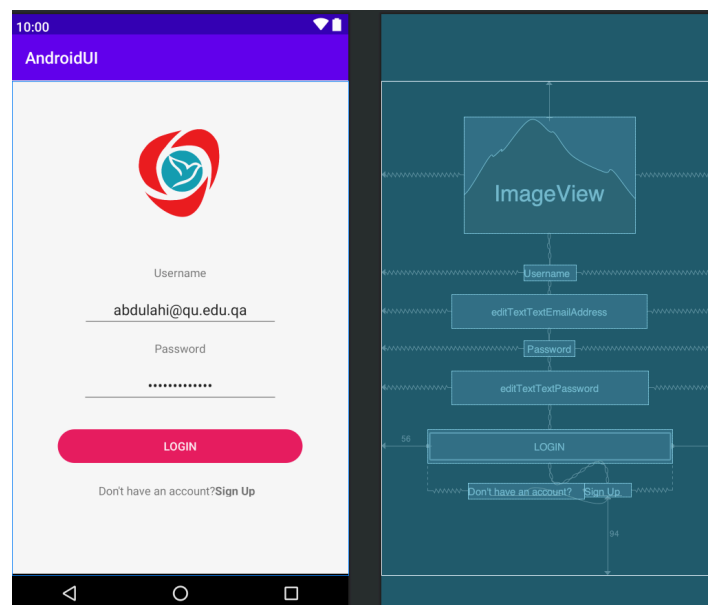 10:00
AndroidUI
Username
abdulahi@qu.edu.qa
Password
•••••••••••••
LOGIN
Don't have an account?Sign Up
ImageView
Username
editTextTextEmailAddress
Password
editTextTextPassword
56
LOGIN
Don't have an account? Sign Up
94